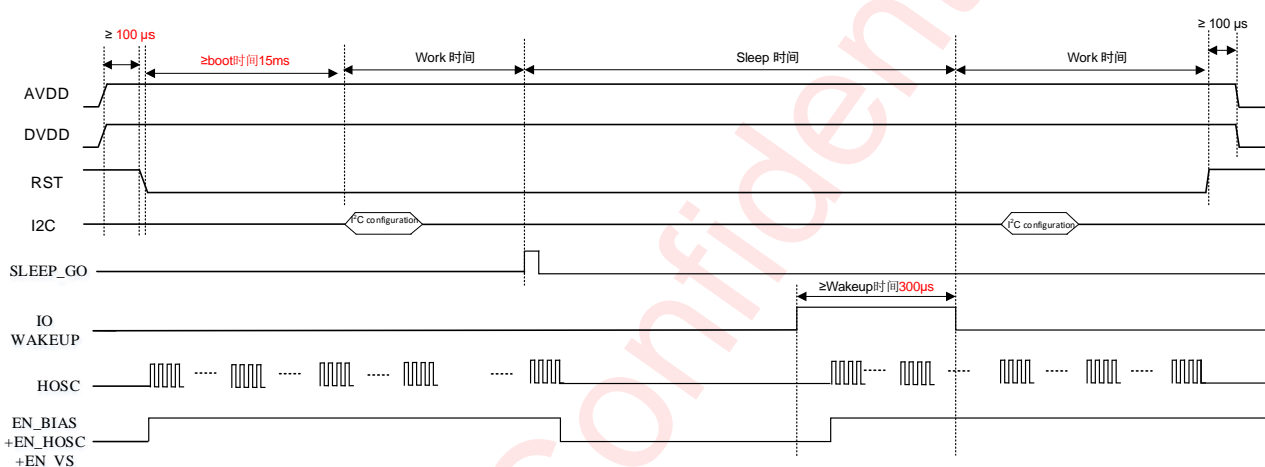 ≥ 100 μs
≥ 100 μs
≥boot时间15ms
Work 时间
Sleep 时间
Work 时间
AVDD
DVDD
RST
I2C
I²C configuration
I²C configuration
SLEEP_GO
≥Wakeup时间300μs
IO
WAKEUP
HOSC
EN_BIAS
+EN_HOSC
+EN_VS
Confident